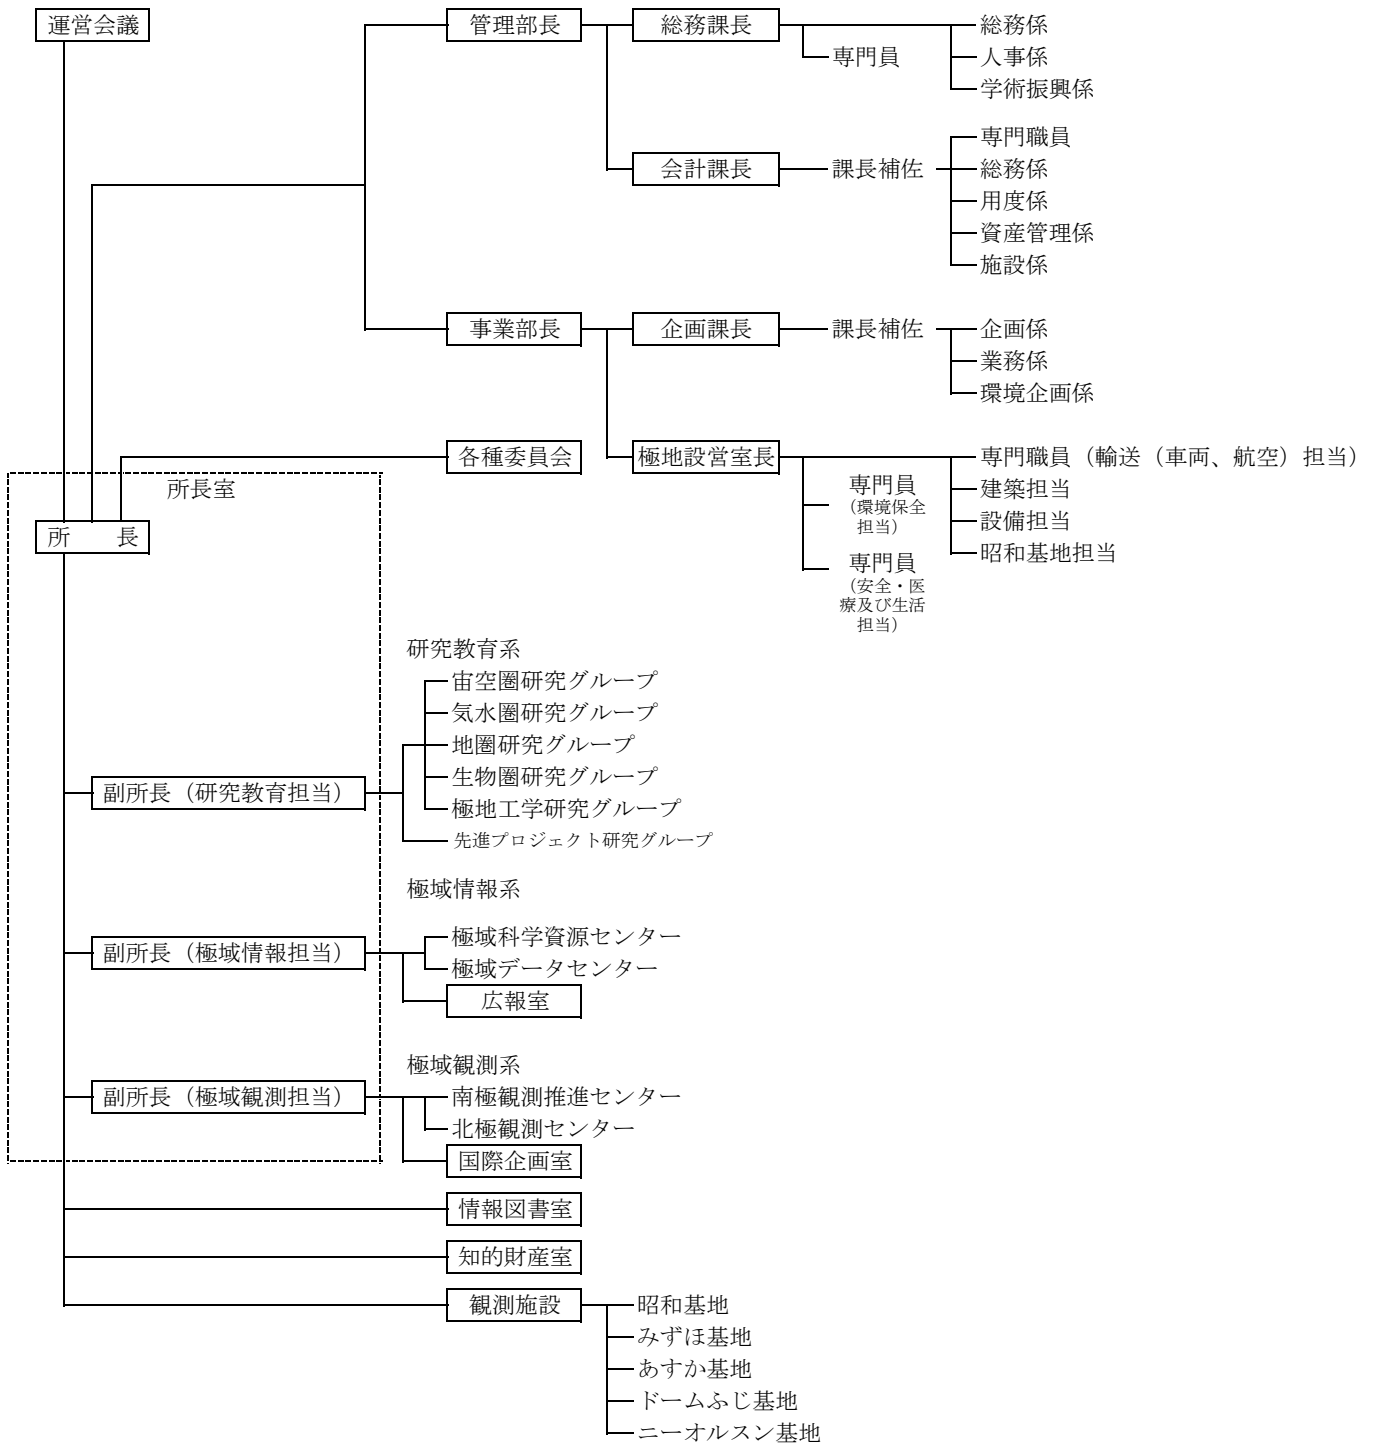 運営会議
管理部長
総務課長
専門員
総務係
人事係
学術振興係
会計課長
課長補佐
専門職員
総務係
用度係
資産管理係
施設係
事業部長
企画課長
課長補佐
企画係
業務係
環境企画係
各種委員会
極地設営室長
専門員
（環境保全
担当）
専門員
（安全・医
療及び生活
担当）
専門職員（輸送（車両、航空）担当）
建築担当
設備担当
昭和基地担当
所長室
所　　長
研究教育系
宙空圏研究グループ
気水圏研究グループ
地圏研究グループ
生物圏研究グループ
極地工学研究グループ
副所長（研究教育担当）
先進プロジェクト研究グループ
極域情報系
副所長（極域情報担当）
極域科学資源センター
極域データセンター
広報室
極域観測系
副所長（極域観測担当）
南極観測推進センター
北極観測センター
国際企画室
情報図書室
知的財産室
観測施設
昭和基地
みずほ基地
あすか基地
ドームふじ基地
ニーオルスン基地